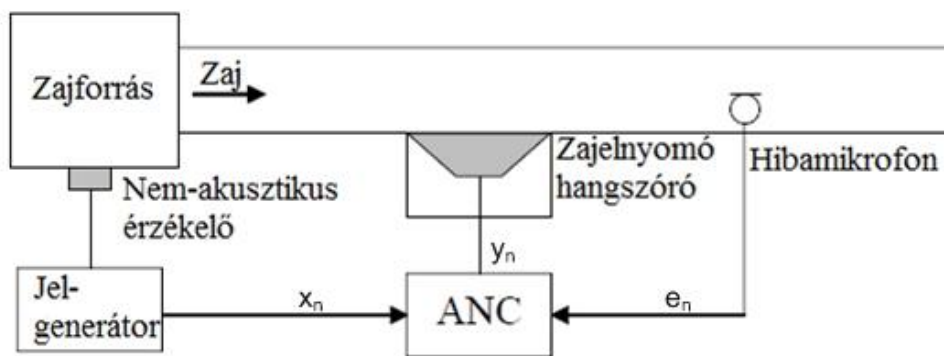 Zajforrás
Zaj
Nem-akusztikus
érzékelő
Zajelnyomó
hangszóró
Hibamikrofon
Jel-
generátor
xn
ANC
yn
en